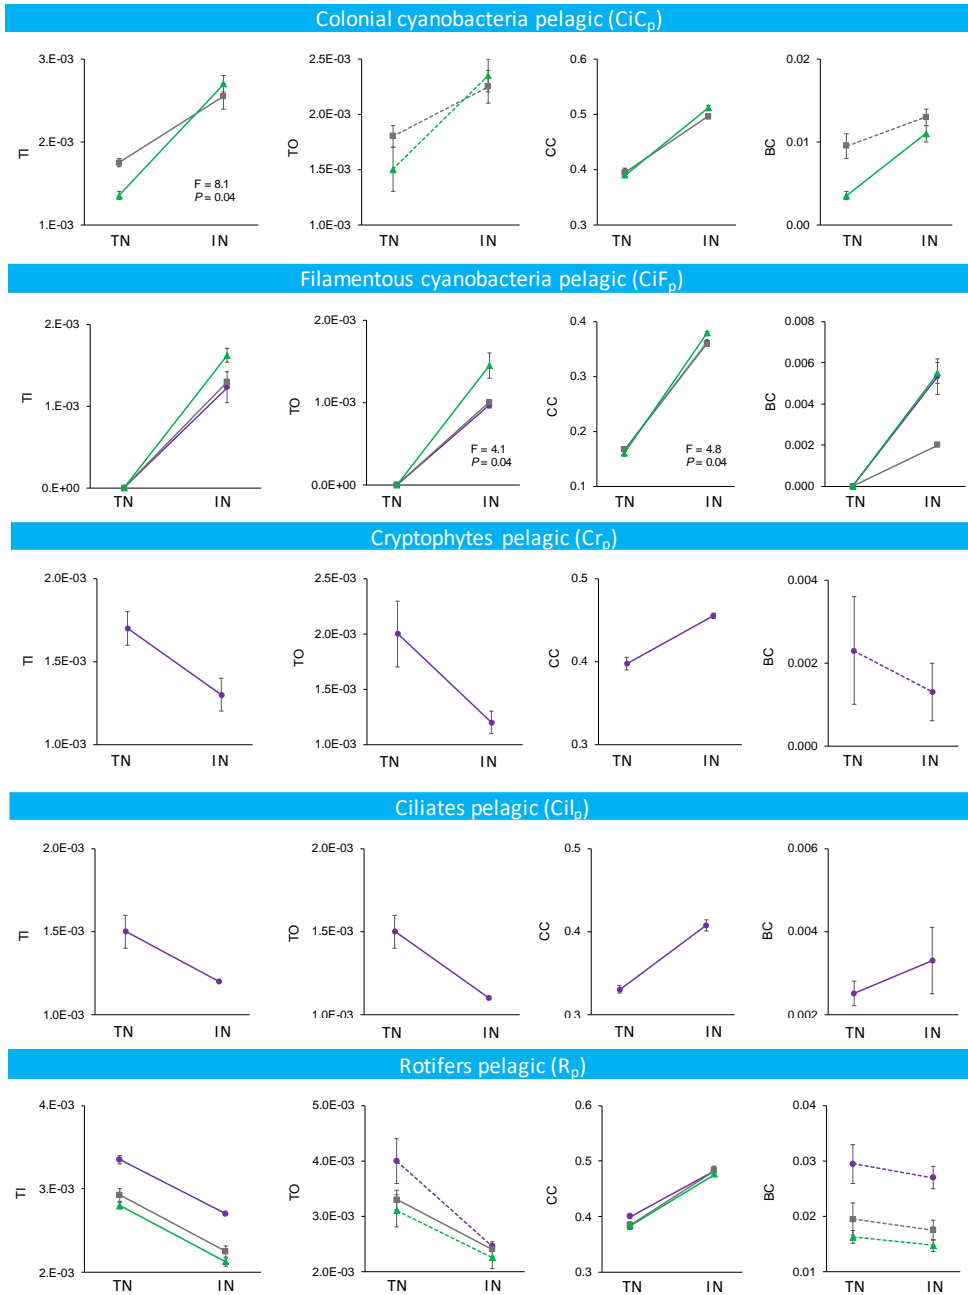 Colonial cyanobacteria pelagic (CiCp)
3.E-03
2.E-03
1.E-03
TI
TN
IN
F = 8.1
P = 0.04
2.5E-03
2.0E-03
1.5E-03
1.0E-03
TO
TN
IN
0.6
0.5
0.4
0.3
CC
TN
IN
0.02
0.01
0.00
BC
TN
IN
Filamentous cyanobacteria pelagic (CiFp)
2.E-03
1.E-03
0.E+00
TI
TN
IN
2.0E-03
1.0E-03
0.0E+00
TO
TN
IN
F = 4.1
P = 0.04
0.4
0.3
0.2
0.1
CC
TN
IN
F = 4.8
P = 0.04
0.008
0.006
0.004
0.002
0.000
BC
TN
IN
Cryptophytes pelagic (Crp)
2.0E-03
1.5E-03
1.0E-03
TI
TN
IN
2.5E-03
2.0E-03
1.5E-03
1.0E-03
TO
TN
IN
0.5
0.4
0.3
CC
TN
IN
0.004
0.002
0.000
BC
TN
IN
Ciliates pelagic (Cilp)
2.0E-03
1.5E-03
1.0E-03
TI
TN
IN
2.0E-03
1.5E-03
1.0E-03
TO
TN
IN
0.5
0.4
0.3
CC
TN
IN
0.006
0.004
0.002
BC
TN
IN
Rotifers pelagic (Rp)
4.E-03
3.E-03
2.E-03
TI
TN
IN
5.0E-03
4.0E-03
3.0E-03
2.0E-03
TO
TN
IN
0.6
0.5
0.4
0.3
CC
TN
IN
0.04
0.03
0.02
0.01
BC
TN
IN